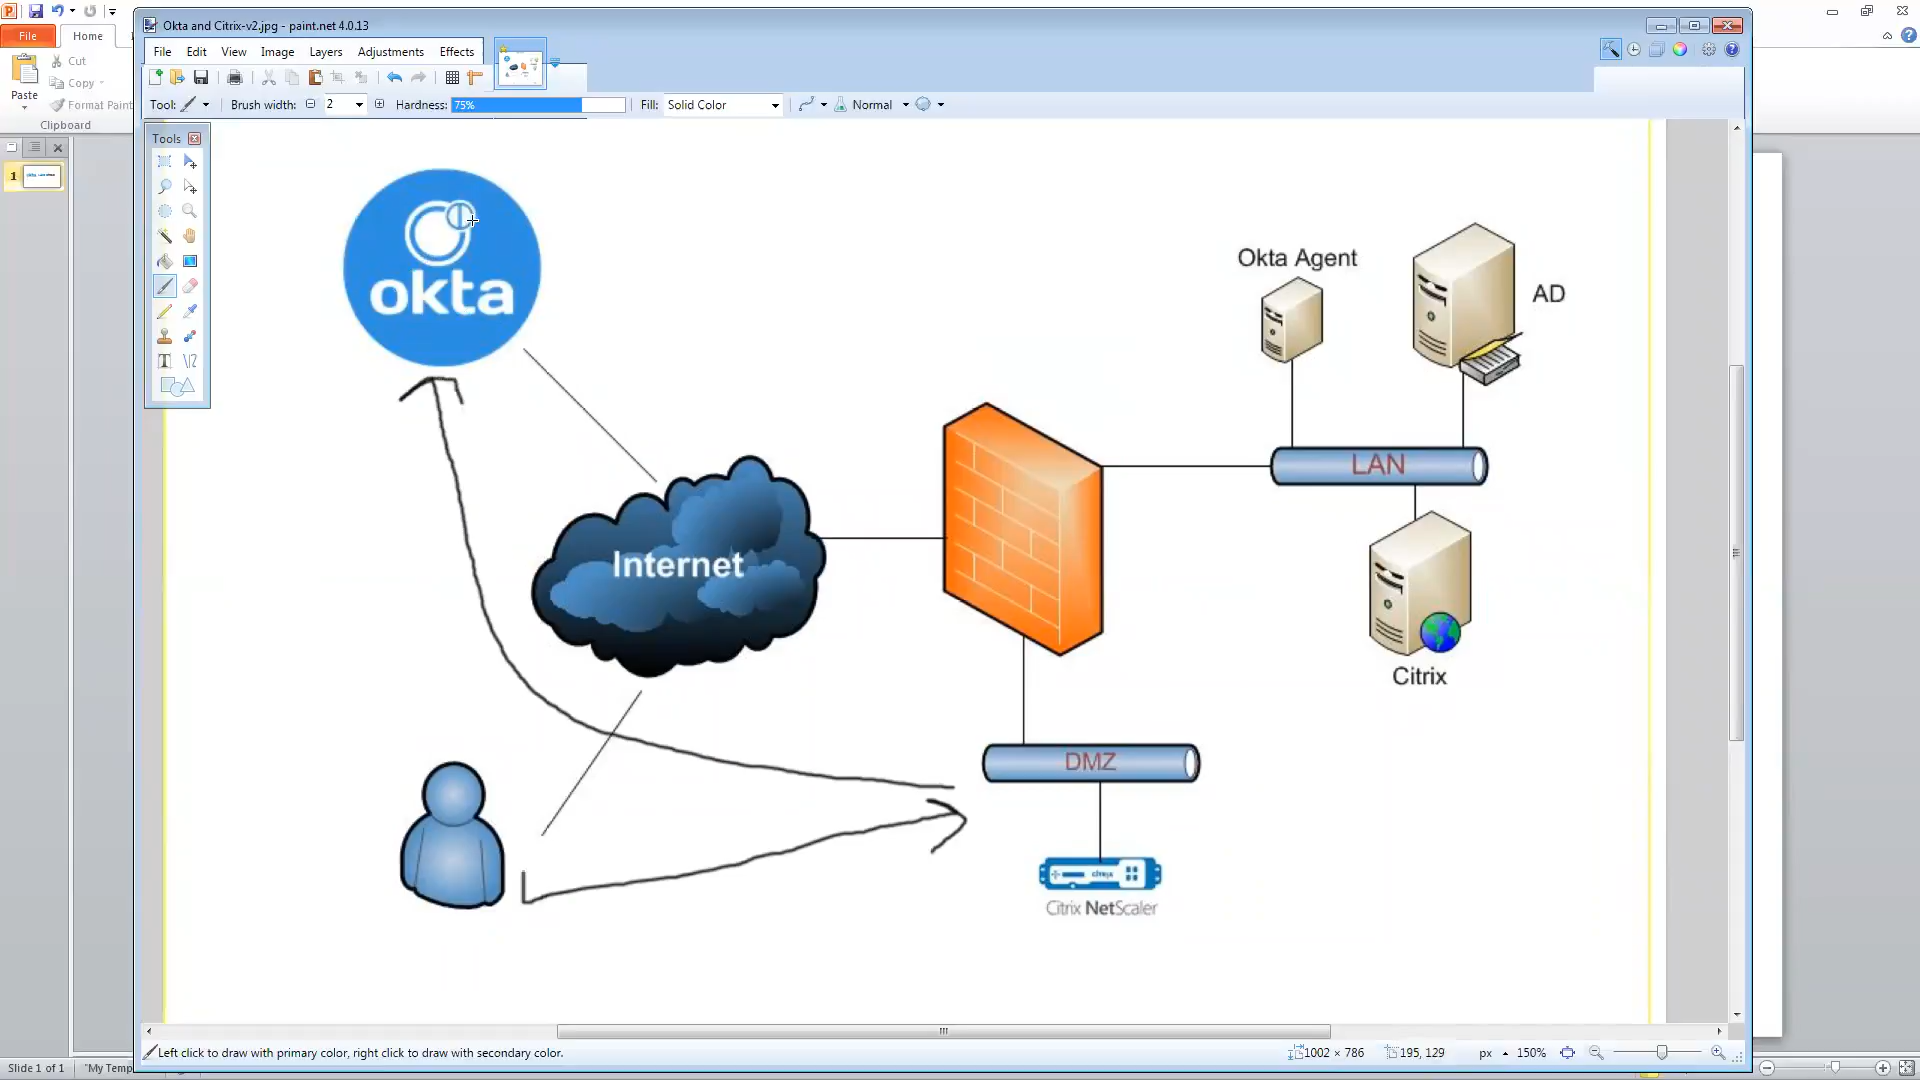 Okta and Citrix-v2.jpg - paint.net 4.0.13
File
Home
File Edit View Image Layers Adjustments Effects
Cut
Copy
Paste
Format Paint
Clipboard
Tool: Brush width: 2 Hardness: 75% Fill: Solid Color Normal
Tools
1
okta
Okta Agent
AD
LAN
Internet
Citrix
DMZ
citrix
Citrix NetScaler
Left click to draw with primary color, right click to draw with secondary color.
1002 × 786 195, 129 px 150%
Slide 1 of 1 "My Temp